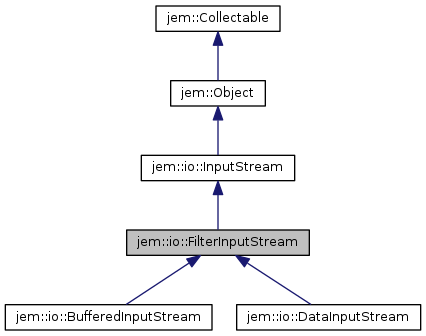 jem::Collectable
jem::Object
jem::io::InputStream
jem::io::FilterInputStream
jem::io::BufferedInputStream
jem::io::DataInputStream